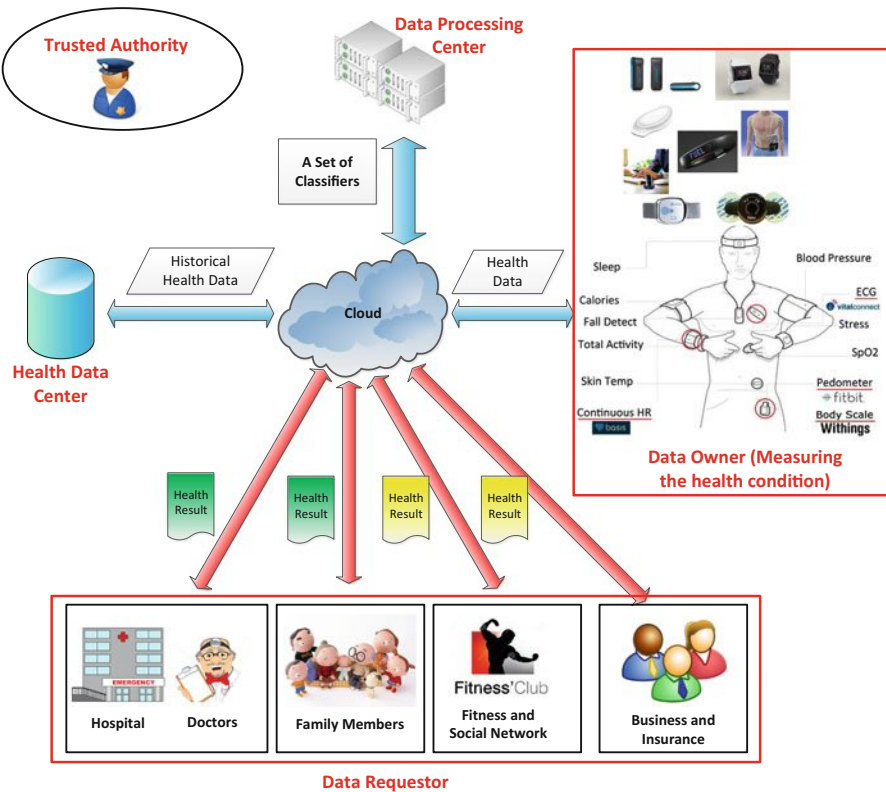 Trusted Authority
Data Processing
Center
A Set of
Classifiers
Historical
Health Data
Health
Data
Cloud
Health Data
Center
FUEL
Sleep
Blood Pressure
Calories
ECG
vitalconnect
Fall Detect
Stress
Total Activity
SpO2
Skin Temp
Pedometer
fitbit
Continuous HR
basis
Body Scale
Withings
Data Owner (Measuring
the health condition)
Health
Result
Health
Result
Health
Result
Health
Result
EMERGENCY
Hospital
Doctors
Family Members
Fitness'Club
Fitness and
Social Network
Business and
Insurance
Data Requestor